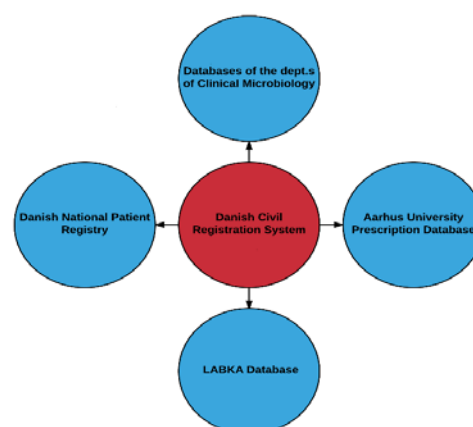 Databases of the dept.s
of Clinical Microbiology
Danish National Patient
Registry
Danish Civil
Registration System
Aarhus University
Prescription Database
LABKA Database